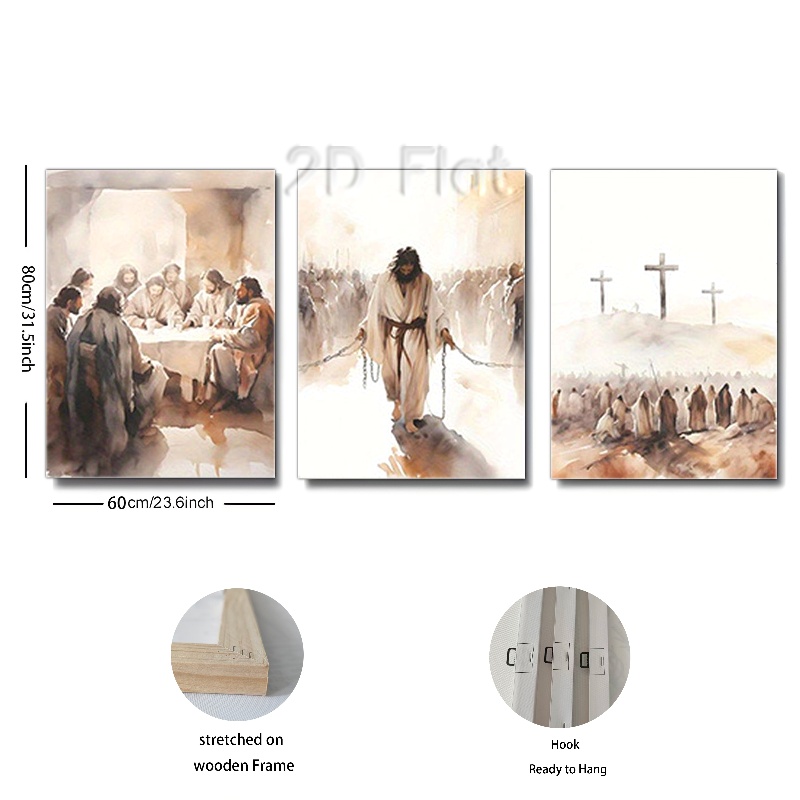 2D Flat
80cm/31.5inch
60cm/23.6inch
stretched on
wooden Frame
Hook
Ready to Hang